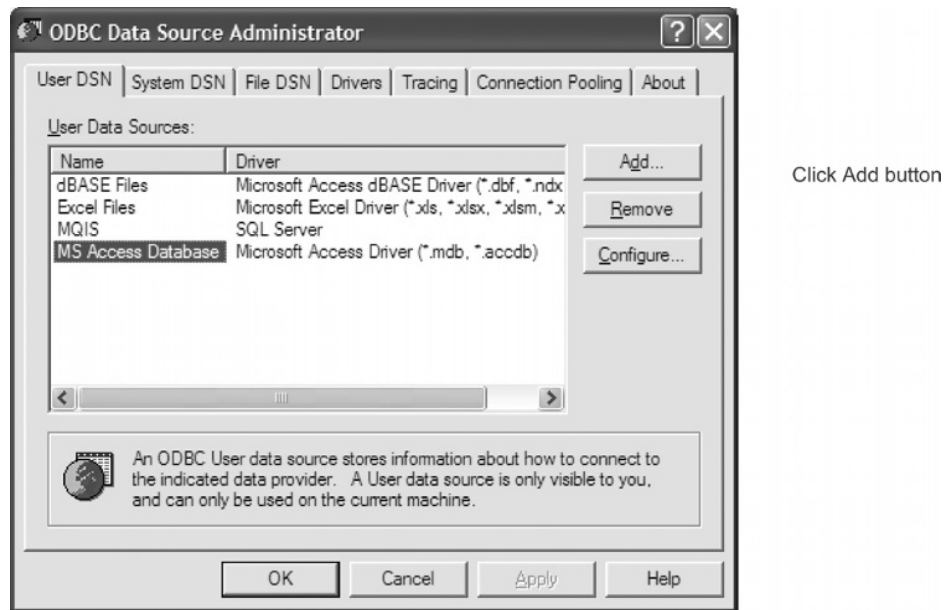 ODBC Data Source Administrator
User DSN
System DSN
File DSN
Drivers
Tracing
Connection Pooling
About
User Data Sources:
Name Driver
dBASE Files Microsoft Access dBASE Driver (*.dbf, *.ndx
Excel Files Microsoft Excel Driver (*.xls, *.xlsx, *.xlsm, *.x
MQIS SQL Server
MS Access Database Microsoft Access Driver (*.mdb, *.accdb)
Add...
Remove
Configure...
Click Add button
An ODBC User data source stores information about how to connect to
the indicated data provider. A User data source is only visible to you,
and can only be used on the current machine.
OK
Cancel
Apply
Help